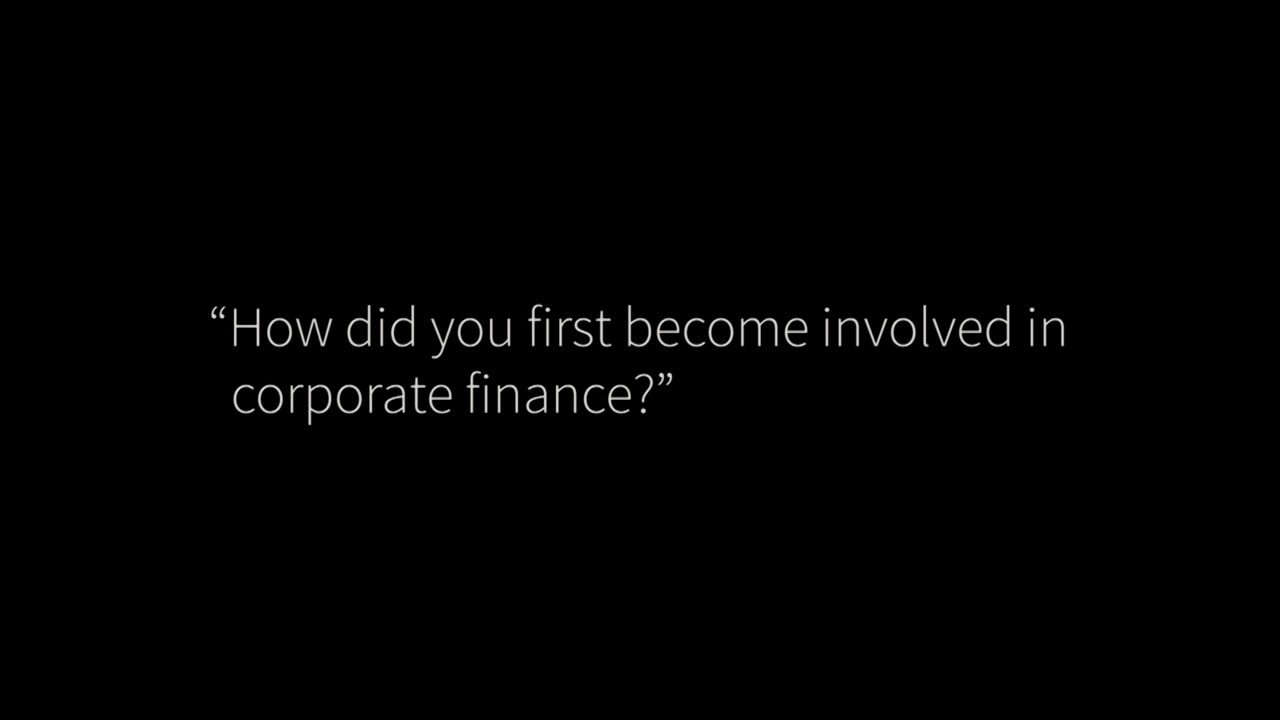 “How did you first become involved in
corporate finance?”